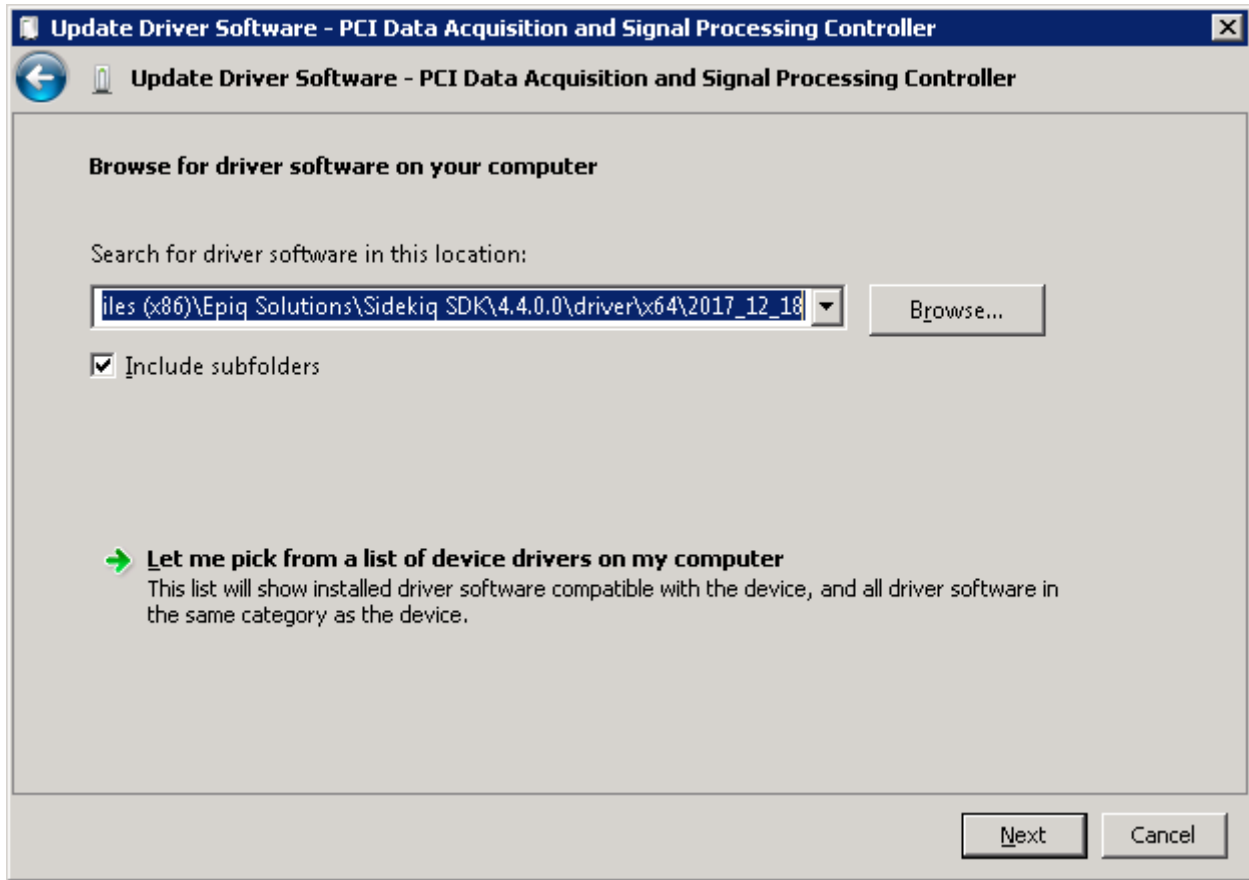 Update Driver Software - PCI Data Acquisition and Signal Processing Controller
Update Driver Software - PCI Data Acquisition and Signal Processing Controller
Browse for driver software on your computer
Search for driver software in this location:
iles (x86)\Epiq Solutions\Sidekiq SDK\4.4.0.0\driver\x64\2017_12_18
Browse...
Include subfolders
Let me pick from a list of device drivers on my computer
This list will show installed driver software compatible with the device, and all driver software in
the same category as the device.
Next
Cancel